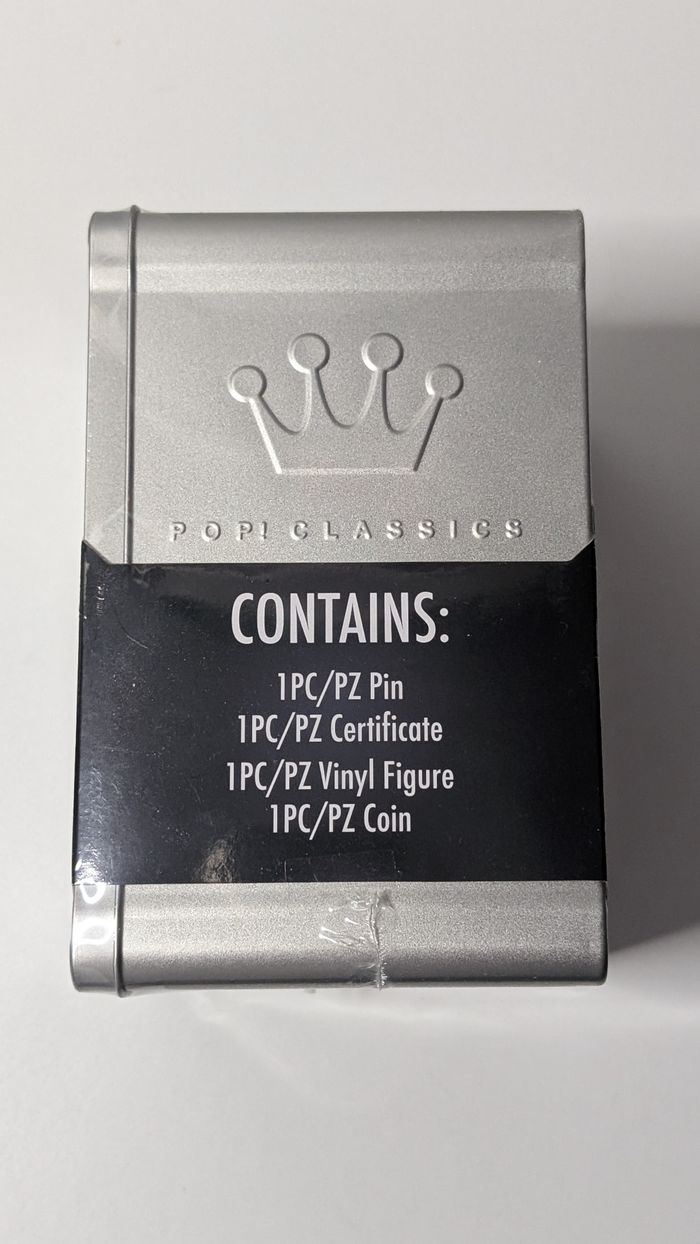 POP! CLASSICS
CONTAINS:
1PC/PZ Pin
1PC/PZ Certificate
1PC/PZ Vinyl Figure
1PC/PZ Coin